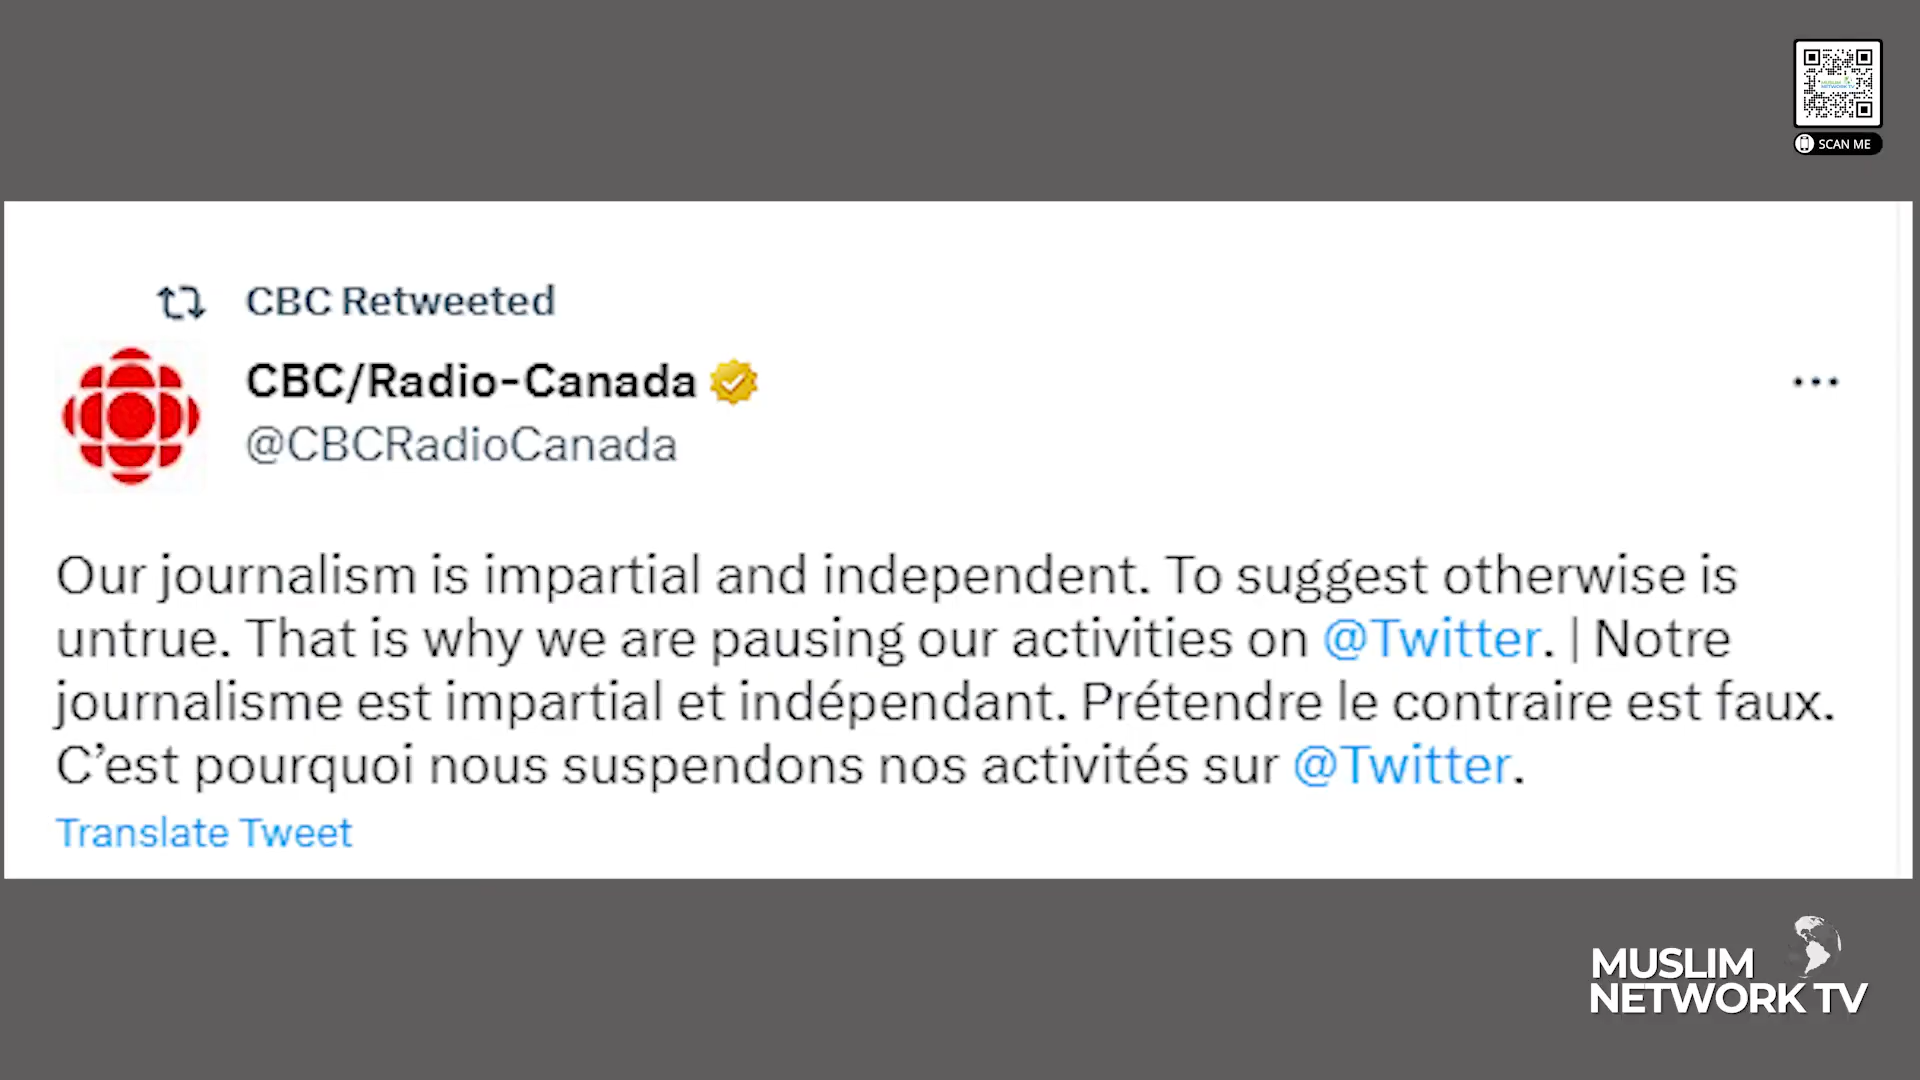 SCAN ME
CBC Retweeted
CBC/Radio-Canada
@CBCRadioCanada
Our journalism is impartial and independent. To suggest otherwise is
untrue. That is why we are pausing our activities on @Twitter. | Notre
journalisme est impartial et indépendant. Prétendre le contraire est faux.
C’est pourquoi nous suspendons nos activités sur @Twitter.
Translate Tweet
MUSLIM
NETWORK TV